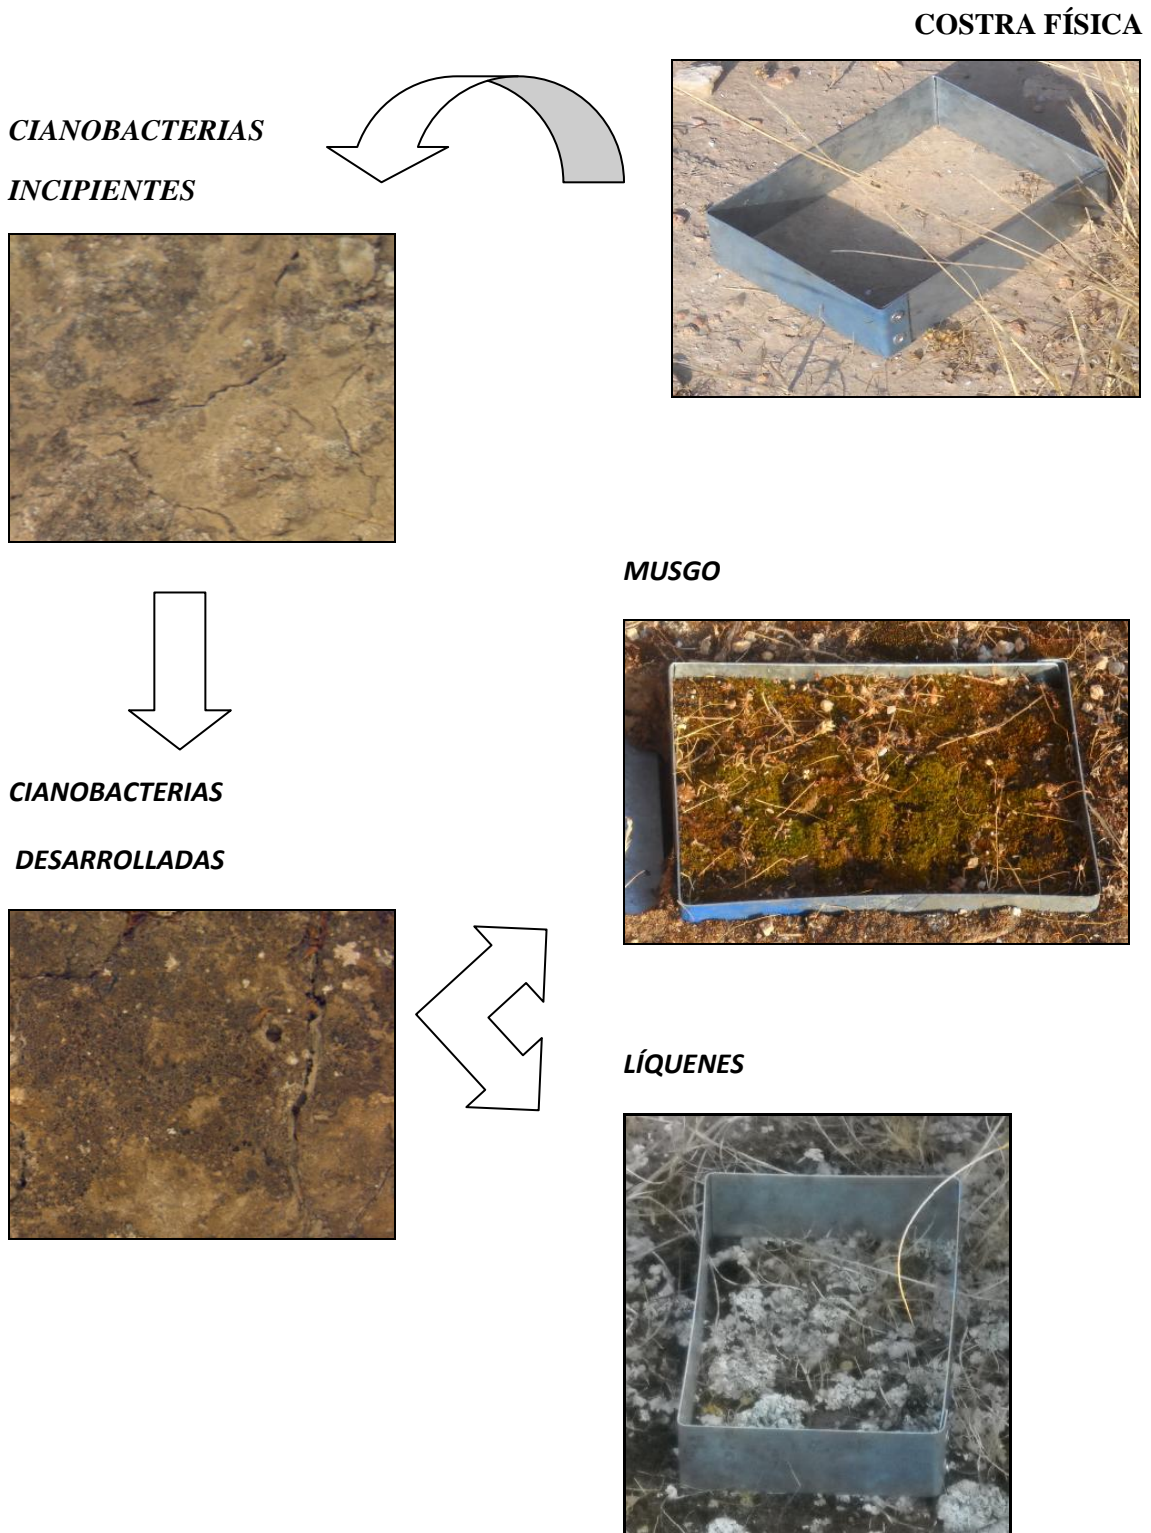 COSTRA FÍSICA
CIANOBACTERIAS
INCIPIENTES
MUSGO
CIANOBACTERIAS
DESARROLLADAS
LÍQUENES